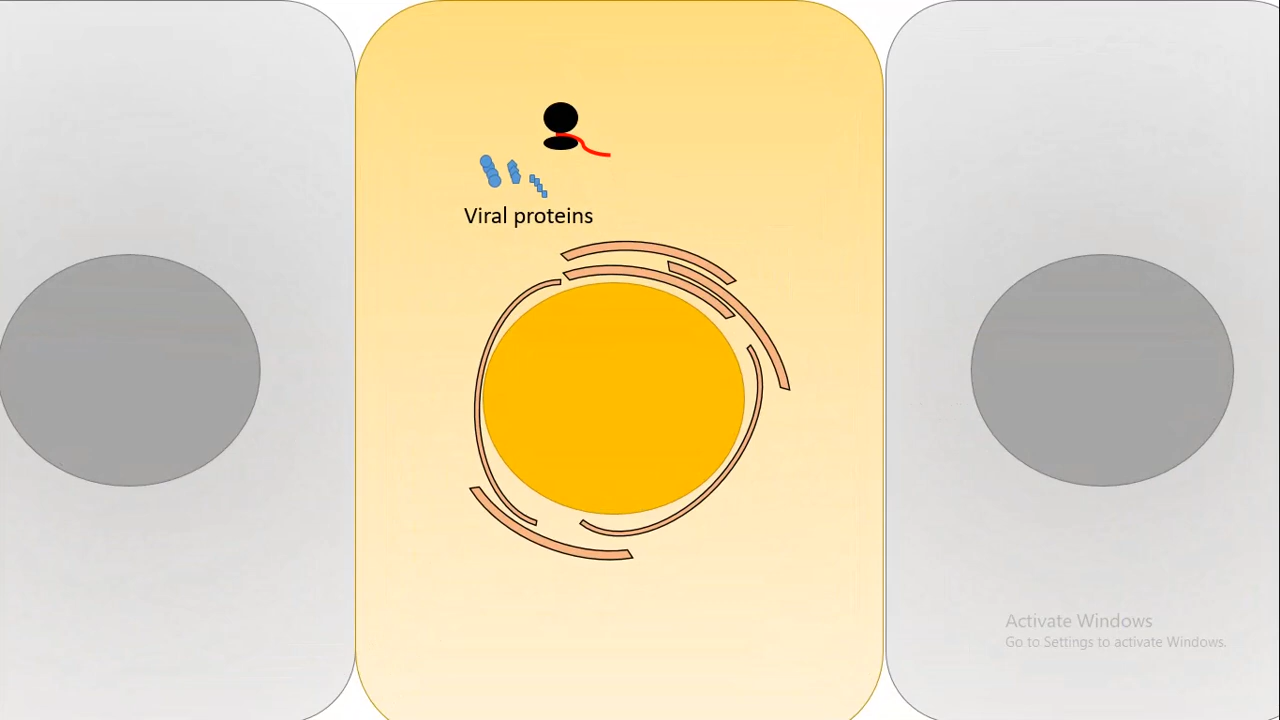 Viral proteins
Activate Windows
Go to Settings to activate Windows.